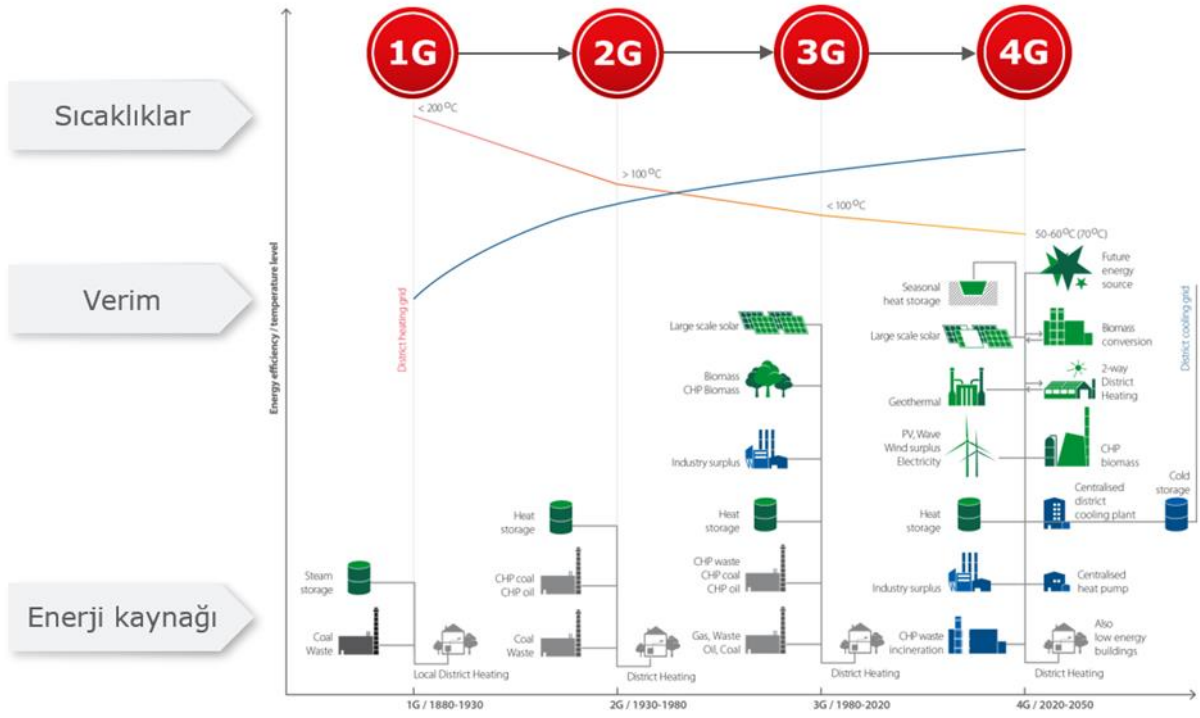 1G
2G
3G
4G
Sıcaklıklar
Verim
Enerji kaynağı
Energy efficiency / temperature level
< 200 °C
> 100 °C
< 100 °C
50-60°C (70°C)
District heating grid
District cooling grid
Steam
storage
Coal
Waste
Local District Heating
1G / 1880-1930
Heat
storage
CHP coal
CHP oil
Coal
Waste
District Heating
2G / 1930-1980
Large scale solar
Biomass
CHP Biomass
Industry surplus
Heat
storage
CHP waste
CHP coal
CHP oil
Gas, Waste
Oil, Coal
District Heating
3G / 1980-2020
Seasonal
heat storage
Large scale solar
Geothermal
PV, Wave
Wind surplus
Electricity
Heat
storage
Industry surplus
CHP waste
incineration
Future
energy
source
Biomass
conversion
2-way
District
Heating
CHP
biomass
Centralised
district
cooling plant
Cold
storage
Centralised
heat pump
Also
low energy
buildings
District Heating
4G / 2020-2050